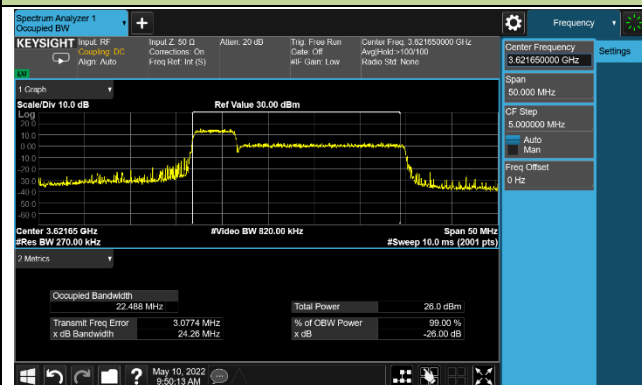 Spectrum Analyzer 1
Occupied BW
Frequency
KEYSIGHT
Input: RF
Coupling: DC
Align: Auto
Input Z: 50 Ω
Corrections: On
Freq Ref: Int (S)
Atten: 20 dB
Trig: Free Run
Gate: Off
#IF Gain: Low
Center Freq: 3.621650000 GHz
Avg|Hold:>100/100
Radio Std: None
Center Frequency
3.621650000 GHz
Settings
Span
50.000 MHz
CF Step
5.000000 MHz
Auto
Man
Freq Offset
0 Hz
1 Graph
Scale/Div 10.0 dB
Ref Value 30.00 dBm
Log
20.0
10.0
0.00
-10.0
-20.0
-30.0
-40.0
-50.0
-60.0
Center 3.62165 GHz
#Video BW 820.00 kHz
Span 50 MHz
#Res BW 270.00 kHz
#Sweep 10.0 ms (2001 pts)
2 Metrics
Occupied Bandwidth
22.488 MHz
Total Power
26.0 dBm
Transmit Freq Error
3.0774 MHz
% of OBW Power
99.00 %
x dB Bandwidth
24.26 MHz
x dB
-26.00 dB
May 10, 2022
9:50:13 AM